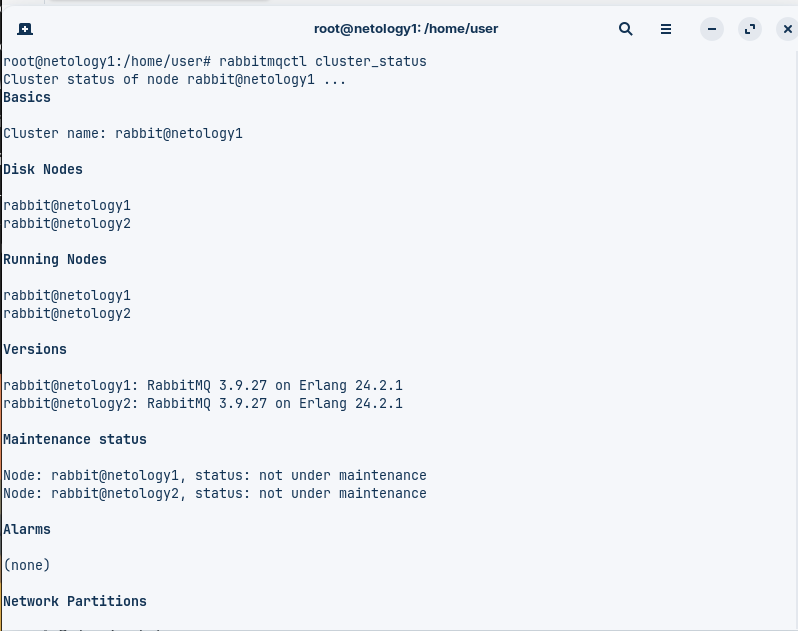 root@netology1: /home/user
root@netology1:/home/user# rabbitmqctl cluster_status
Cluster status of node rabbit@netology1 ...
Basics
Cluster name: rabbit@netology1
Disk Nodes
rabbit@netology1
rabbit@netology2
Running Nodes
rabbit@netology1
rabbit@netology2
Versions
rabbit@netology1: RabbitMQ 3.9.27 on Erlang 24.2.1
rabbit@netology2: RabbitMQ 3.9.27 on Erlang 24.2.1
Maintenance status
Node: rabbit@netology1, status: not under maintenance
Node: rabbit@netology2, status: not under maintenance
Alarms
(none)
Network Partitions